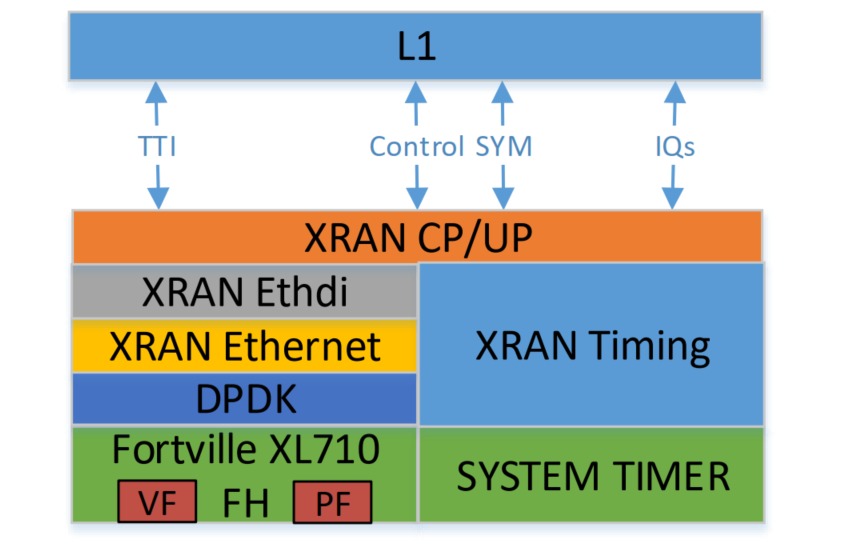 L1
TTI
Control SYM
IQs
XRAN CP/UP
XRAN Ethdi
XRAN Ethernet
XRAN Timing
DPDK
Fortville XL710
VF FH PF
SYSTEM TIMER